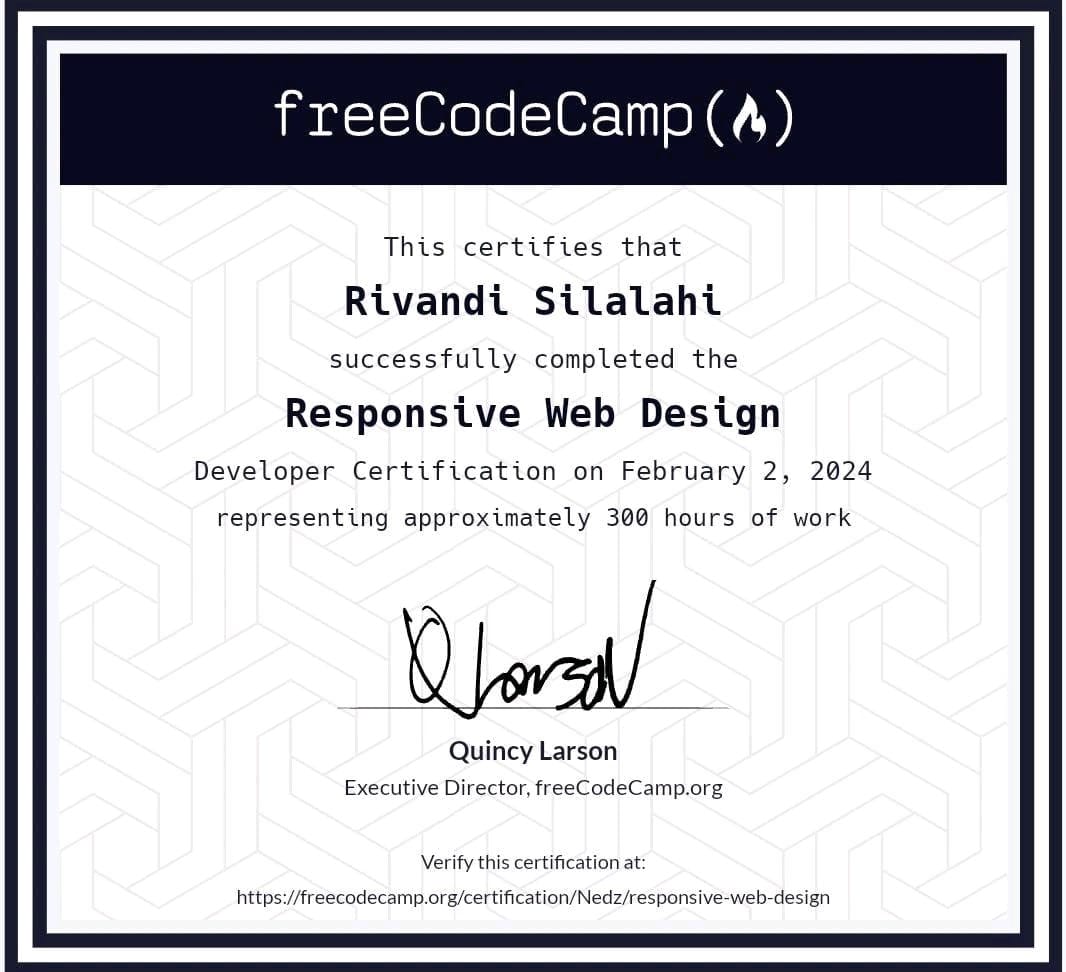 freeCodeCamp(🔥)
This certifies that
Rivandi Silalahi
successfully completed the
Responsive Web Design
Developer Certification on February 2, 2024
representing approximately 300 hours of work
Q Larson
Quincy Larson
Executive Director, freeCodeCamp.org
Verify this certification at:
https://freecodecamp.org/certification/Nedz/responsive-web-design